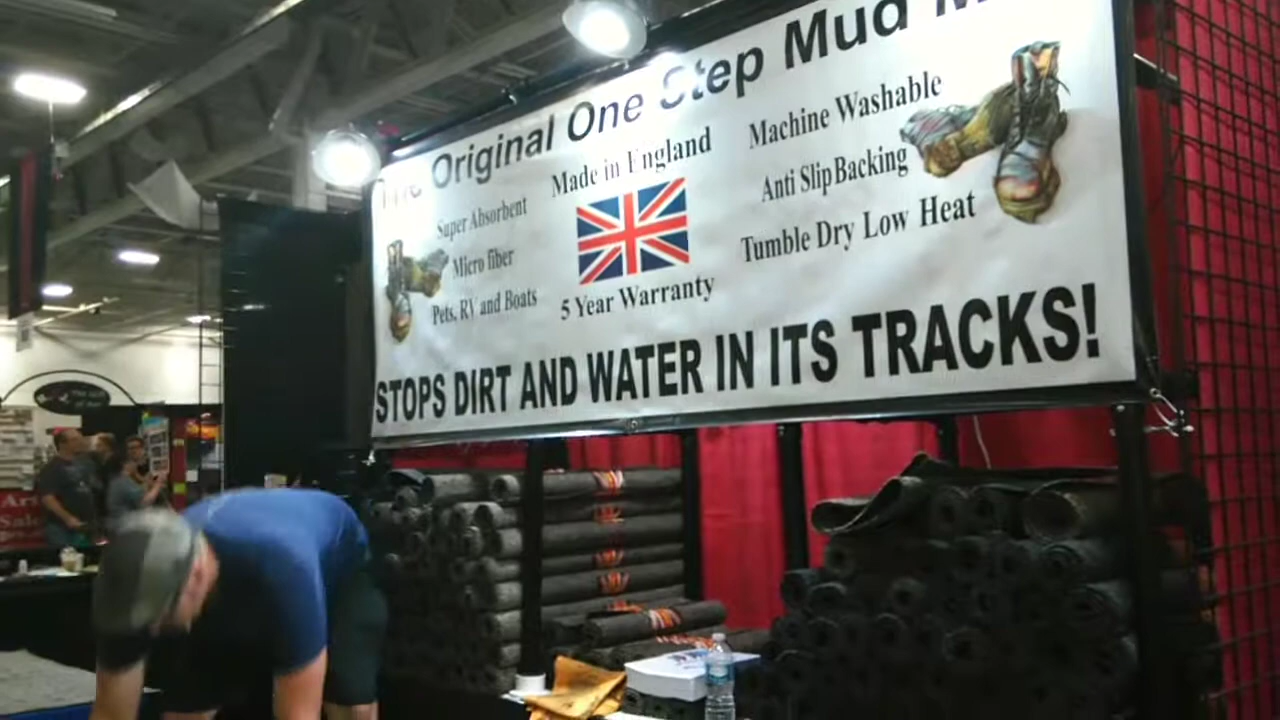 The Original One Step Mud
Super Absorbent
Micro fiber
Pets, RV and Boats
Made in England
5 Year Warranty
Machine Washable
Anti Slip Backing
Tumble Dry Low Heat
STOPS DIRT AND WATER IN ITS TRACKS!